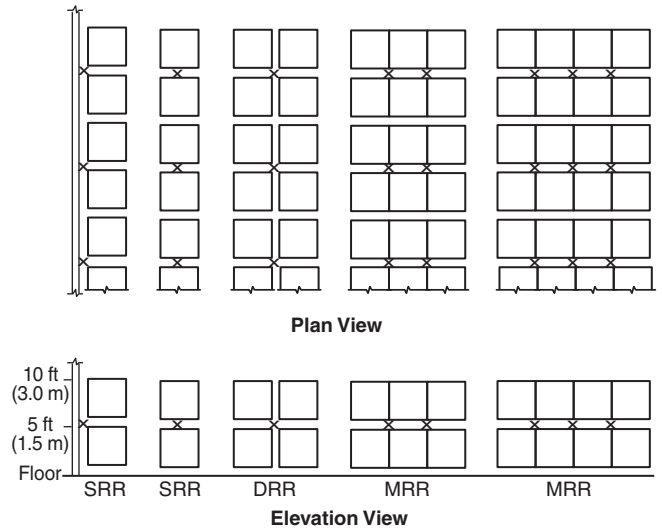 Plan View
10 ft
(3.0 m)
5 ft
(1.5 m)
Floor
SRR SRR DRR MRR MRR
Elevation View